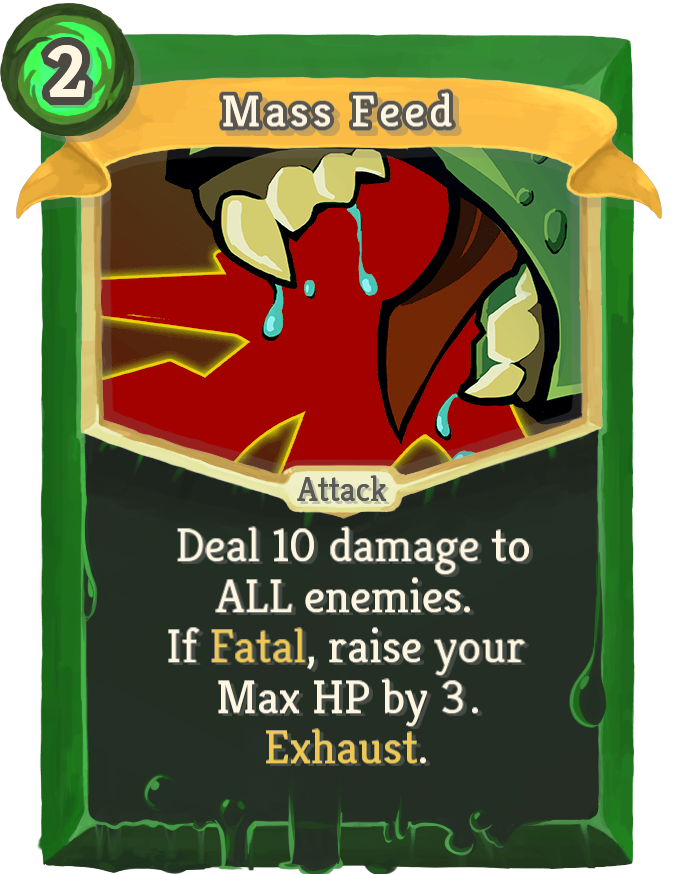 2
Mass Feed
Attack
Deal 10 damage to
ALL enemies.
If Fatal, raise your
Max HP by 3.
Exhaust.